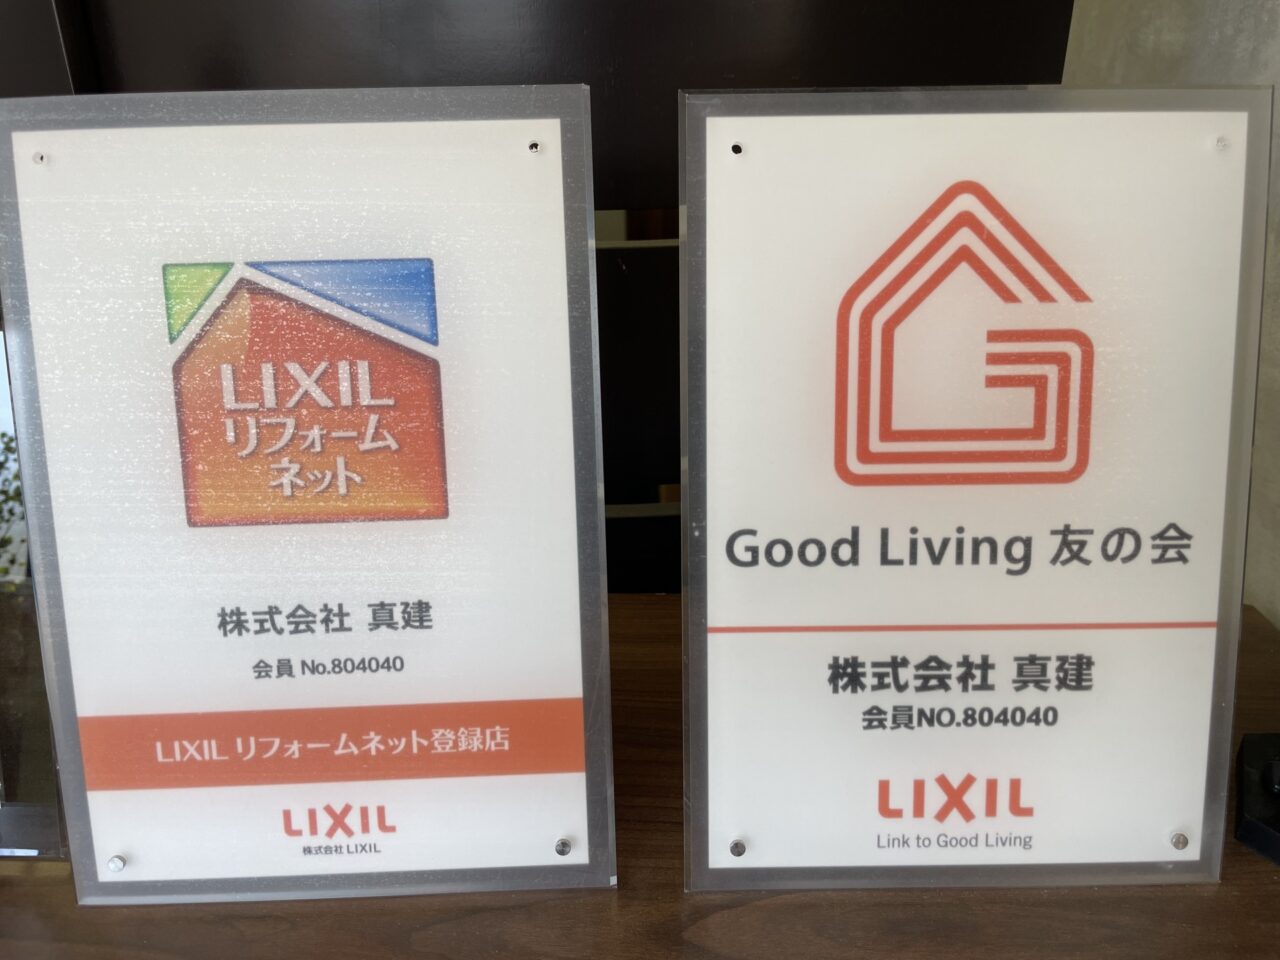 LIXIL
リフォーム
ネット
株式会社 真建
会員 No.804040
LIXIL リフォームネット登録店
LIXIL
株式会社 LIXIL
Good Living 友の会
株式会社 真建
会員NO.804040
LIXIL
Link to Good Living